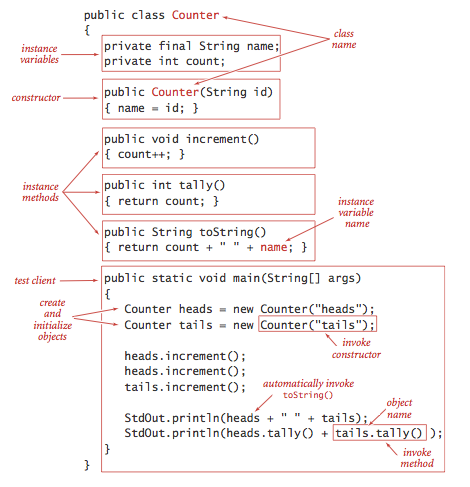 public class Counter
{
class
name
instance
variables
private final String name;
private int count;
constructor
public Counter(String id)
{ name = id; }
public void increment()
{ count++; }
instance
methods
public int tally()
{ return count; }
instance
variable
name
public String toString()
{ return count + " " + name; }
test client
public static void main(String[] args)
{
create
and
initialize
objects
Counter heads = new Counter("heads");
Counter tails = new Counter("tails");
invoke
constructor
heads.increment();
heads.increment();
tails.increment();
automatically invoke
toString()
object
name
StdOut.println(heads + " " + tails);
StdOut.println(heads.tally() + tails.tally() );
invoke
method
}
}